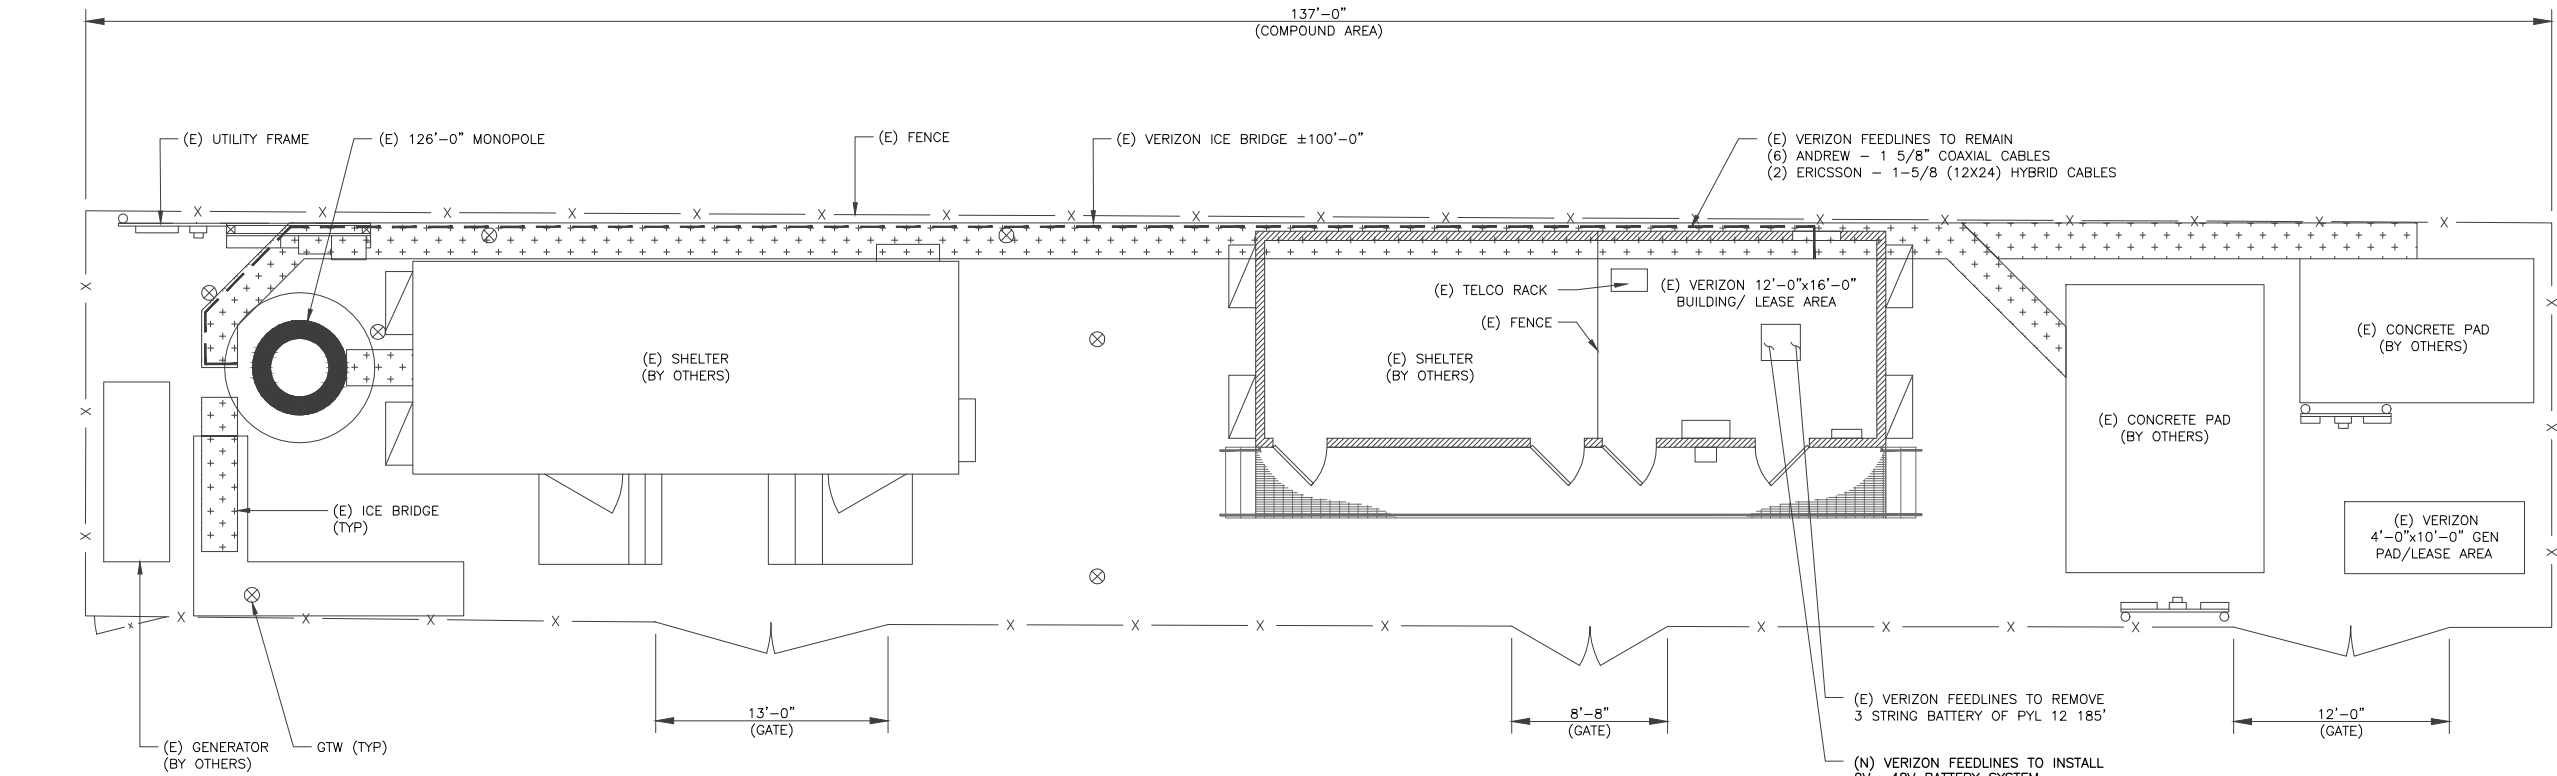 137'-0"
(COMPOUND AREA)
(E) UTILITY FRAME
(E) 126'-0" MONOPOLE
(E) FENCE
(E) VERIZON ICE BRIDGE ±100'-0"
(E) VERIZON FEEDLINES TO REMAIN
(6) ANDREW - 1 5/8" COAXIAL CABLES
(2) ERICSSON - 1-5/8 (12X24) HYBRID CABLES
(E) TELCO RACK
(E) VERIZON 12'-0"x16'-0"
BUILDING/ LEASE AREA
(E) FENCE
(E) SHELTER
(BY OTHERS)
(E) SHELTER
(BY OTHERS)
(E) CONCRETE PAD
(BY OTHERS)
(E) CONCRETE PAD
(BY OTHERS)
(E) ICE BRIDGE
(TYP)
(E) VERIZON
4'-0"x10'-0" GEN
PAD/LEASE AREA
(E) VERIZON FEEDLINES TO REMOVE
3 STRING BATTERY OF PYL 12 185'
13'-0"
(GATE)
8'-8"
(GATE)
12'-0"
(GATE)
(E) GENERATOR
(BY OTHERS)
GTW (TYP)
(N) VERIZON FEEDLINES TO INSTALL